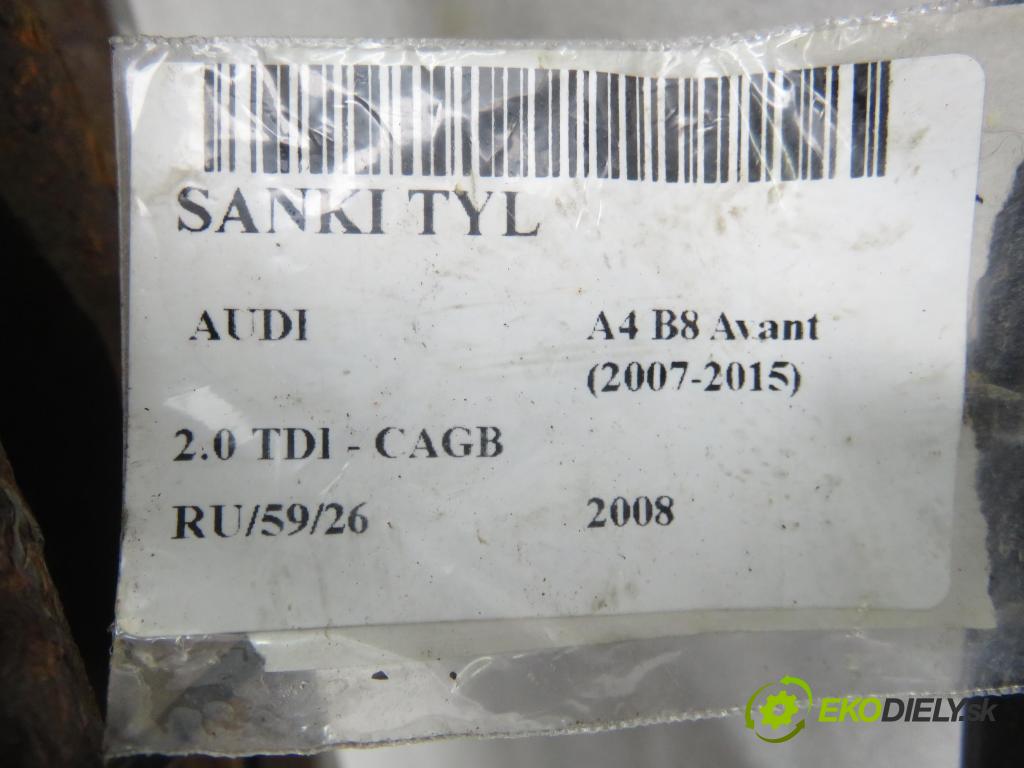 SANKI TYL
AUDI A4 B8 Avant
(2007-2015)
2.0 TDI - CAGB
RU/59/26 2008
EKODIELY.sk